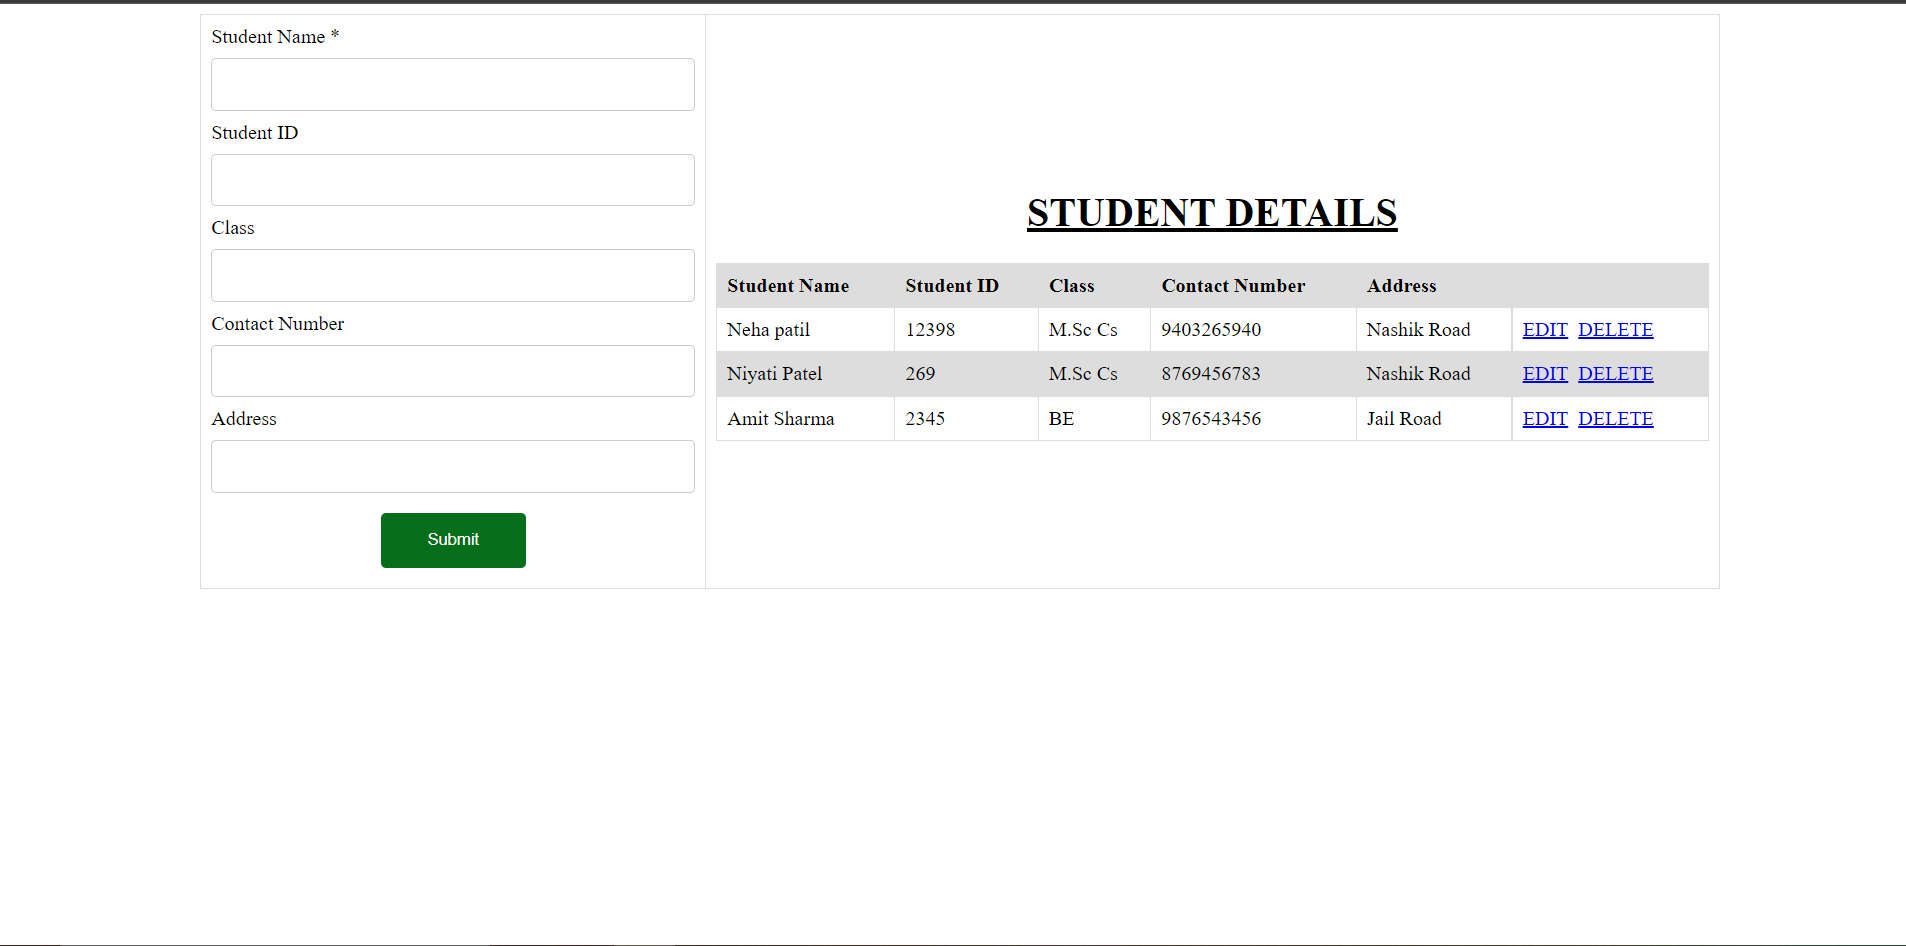 Student Name *
Student ID
Class
Contact Number
Address
Submit
STUDENT DETAILS
Student Name Student ID Class Contact Number Address
Neha patil 12398 M.Sc Cs 9403265940 Nashik Road EDIT DELETE
Niyati Patel 269 M.Sc Cs 8769456783 Nashik Road EDIT DELETE
Amit Sharma 2345 BE 9876543456 Jail Road EDIT DELETE